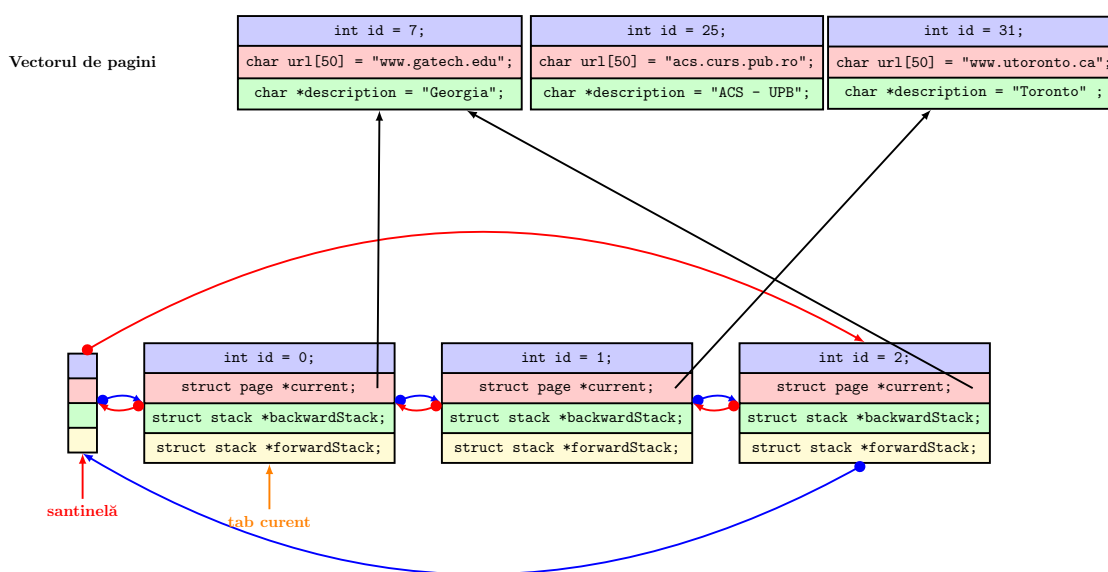 int id = 7;
int id = 25;
int id = 31;
Vectorul de pagini
char url[50] = "www.gatech.edu";
char url[50] = "acs.curs.pub.ro";
char url[50] = "www.utoronto.ca";
char *description = "Georgia";
char *description = "ACS - UPB";
char *description = "Toronto" ;
int id = 0;
int id = 1;
int id = 2;
struct page *current;
struct page *current;
struct page *current;
struct stack *backwardStack;
struct stack *backwardStack;
struct stack *backwardStack;
struct stack *forwardStack;
struct stack *forwardStack;
struct stack *forwardStack;
santinelă
tab curent